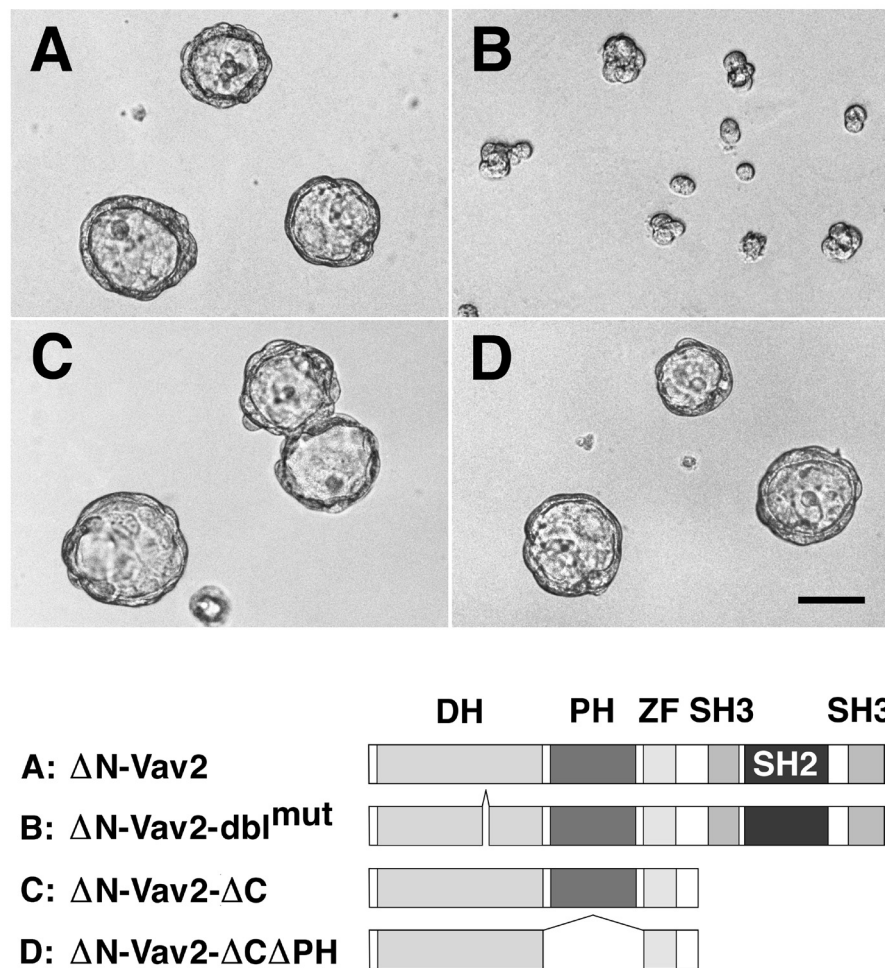 A
B
C
D
DH PH ZF SH3 SH3
A: ΔN-Vav2 SH2
B: ΔN-Vav2-dbl^mut
C: ΔN-Vav2-ΔC
D: ΔN-Vav2-ΔCΔPH